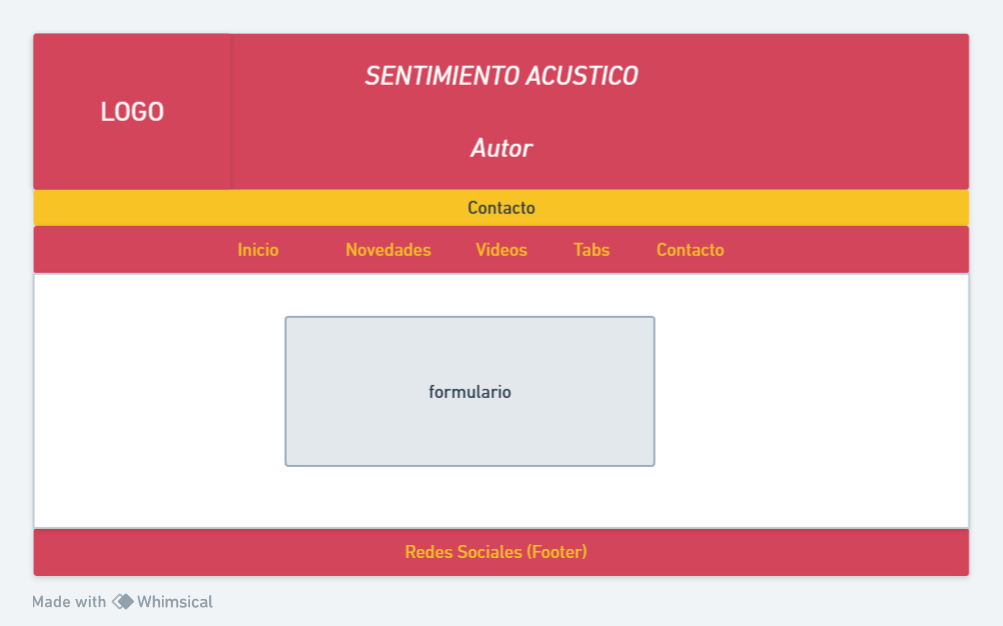 LOGO
SENTIMIENTO ACUSTICO
Autor
Contacto
Inicio Novedades Videos Tabs Contacto
formulario
Redes Sociales (Footer)
Made with Whimsical